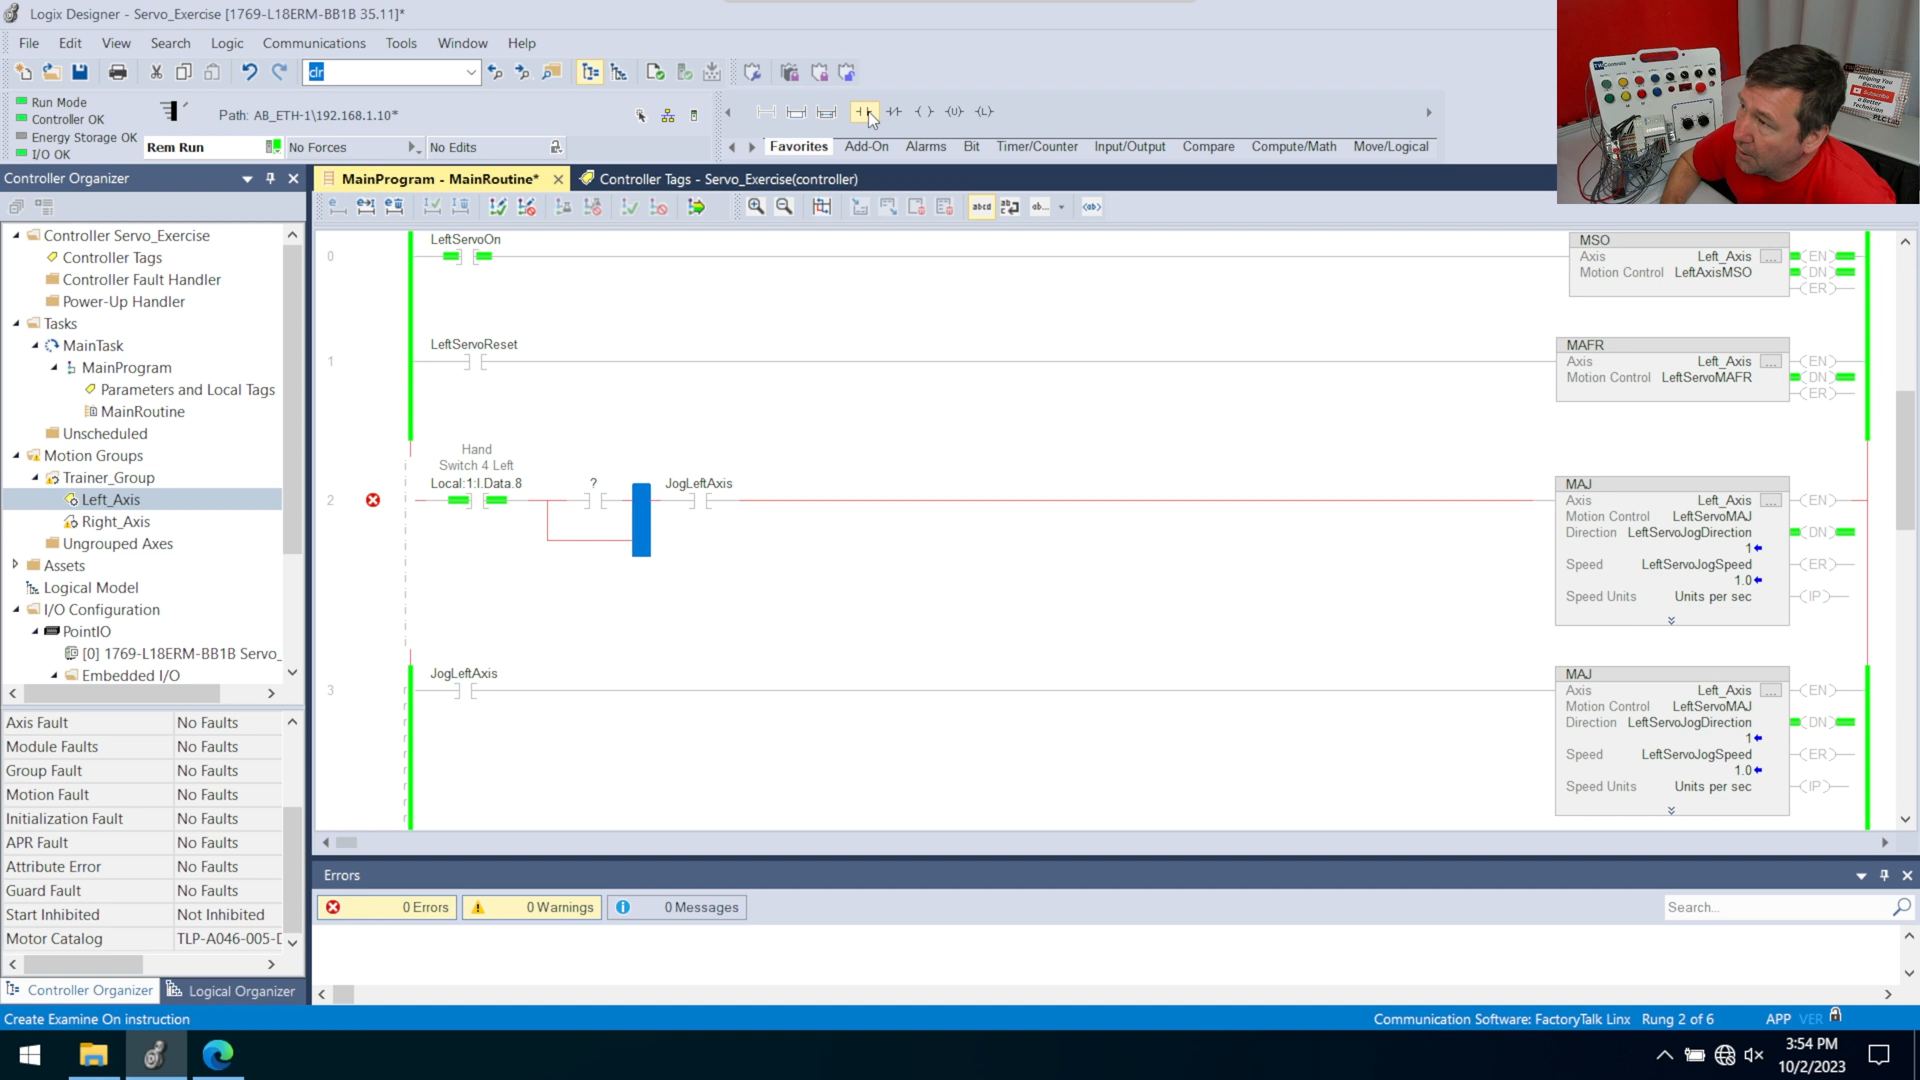 Logix Designer - Servo_Exercise [1769-L18ERM-BB1B 35.11]*
File Edit View Search Logic Communications Tools Window Help
clr
Run Mode
Controller OK
Energy Storage OK
I/O OK
Path: AB_ETH-1\192.168.1.10*
Rem Run
No Forces
No Edits
Favorites Add-On Alarms Bit Timer/Counter Input/Output Compare Compute/Math Move/Logical
TWControls
Helping You
Become
Subscribe
a Better
Technician
PLC Lab
Controller Organizer
MainProgram - MainRoutine*
Controller Tags - Servo_Exercise(controller)
Controller Servo_Exercise
Controller Tags
Controller Fault Handler
Power-Up Handler
Tasks
MainTask
MainProgram
Parameters and Local Tags
MainRoutine
Unscheduled
Motion Groups
Trainer_Group
Left_Axis
Right_Axis
Ungrouped Axes
Assets
Logical Model
I/O Configuration
PointIO
[0] 1769-L18ERM-BB1B Servo_
Embedded I/O
Axis Fault No Faults
Module Faults No Faults
Group Fault No Faults
Motion Fault No Faults
Initialization Fault No Faults
APR Fault No Faults
Attribute Error No Faults
Guard Fault No Faults
Start Inhibited Not Inhibited
Motor Catalog TLP-A046-005-D
Controller Organizer
Logical Organizer
0
LeftServoOn
MSO
Axis Left_Axis ...
Motion Control LeftAxisMSO
EN
DN
ER
1
LeftServoReset
MAFR
Axis Left_Axis ...
Motion Control LeftServoMAFR
EN
DN
ER
2
Hand
Switch 4 Left
Local:1:I.Data.8
?
JogLeftAxis
MAJ
Axis Left_Axis ...
Motion Control LeftServoMAJ
Direction LeftServoJogDirection
1
Speed LeftServoJogSpeed
1.0
Speed Units Units per sec
EN
DN
ER
IP
3
JogLeftAxis
MAJ
Axis Left_Axis ...
Motion Control LeftServoMAJ
Direction LeftServoJogDirection
1
Speed LeftServoJogSpeed
1.0
Speed Units Units per sec
EN
DN
ER
IP
Errors
0 Errors
0 Warnings
0 Messages
Search...
Create Examine On instruction
Communication Software: FactoryTalk Linx
Rung 2 of 6
APP VER
3:54 PM
10/2/2023